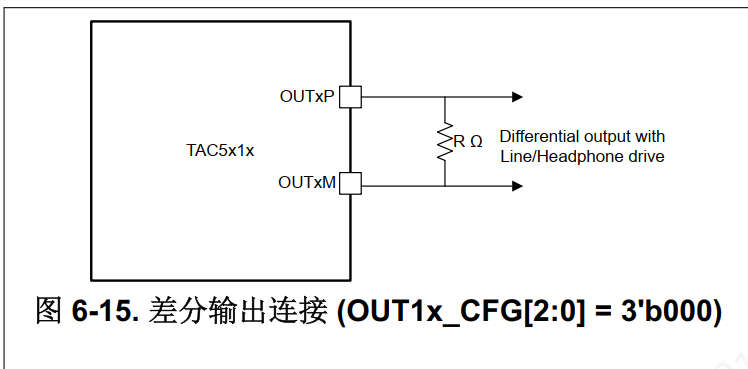 OUTxP
TAC5x1x
R Ω
Differential output with
Line/Headphone drive
OUTxM
图 6-15. 差分输出连接 (OUT1x_CFG[2:0] = 3'b000)